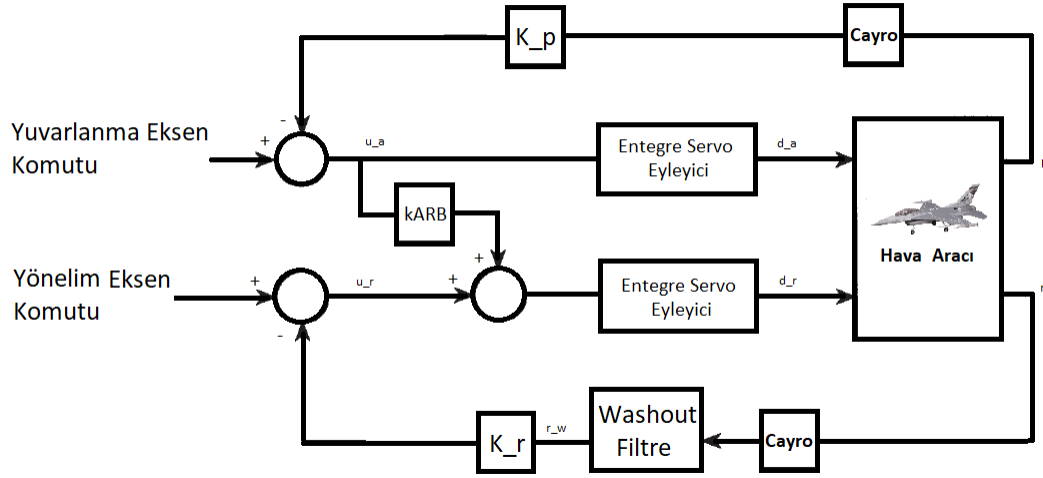 K_p
Cayro
-
Yuvarlanma Eksen
Komutu
+
u_a
Entegre Servo
Eyleyici
d_a
kARB
Hava Aracı
+
Yönelim Eksen
Komutu
+
u_r
+
Entegre Servo
Eyleyici
d_r
-
K_r
r_w
Washout
Filtre
Cayro